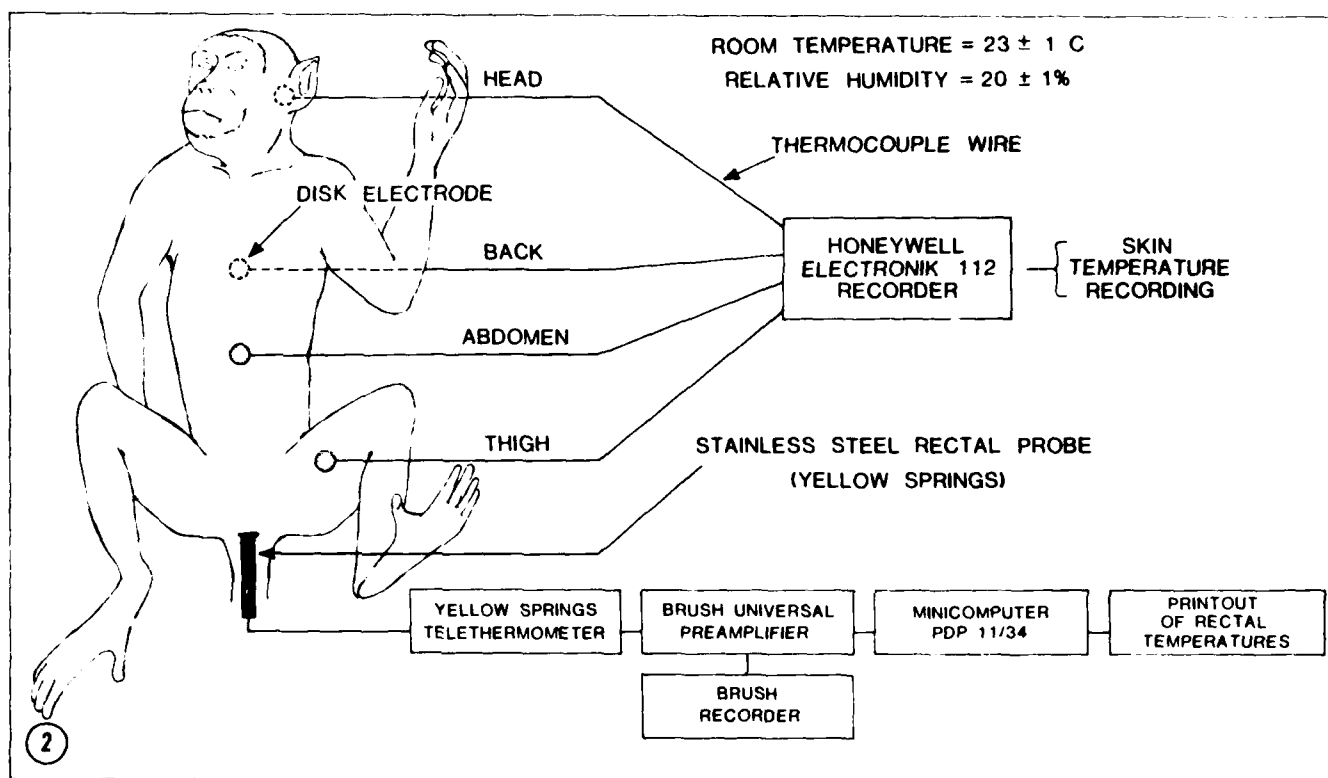 ROOM TEMPERATURE = 23 ± 1 C
RELATIVE HUMIDITY = 20 ± 1%
HEAD
THERMOCOUPLE WIRE
DISK ELECTRODE
BACK
HONEYWELL
ELECTRONIK 112
RECORDER
SKIN
TEMPERATURE
RECORDING
ABDOMEN
THIGH
STAINLESS STEEL RECTAL PROBE
(YELLOW SPRINGS)
YELLOW SPRINGS
TELETHERMOMETER
BRUSH UNIVERSAL
PREAMPLIFIER
MINICOMPUTER
PDP 11/34
PRINTOUT
OF RECTAL
TEMPERATURES
BRUSH
RECORDER
2